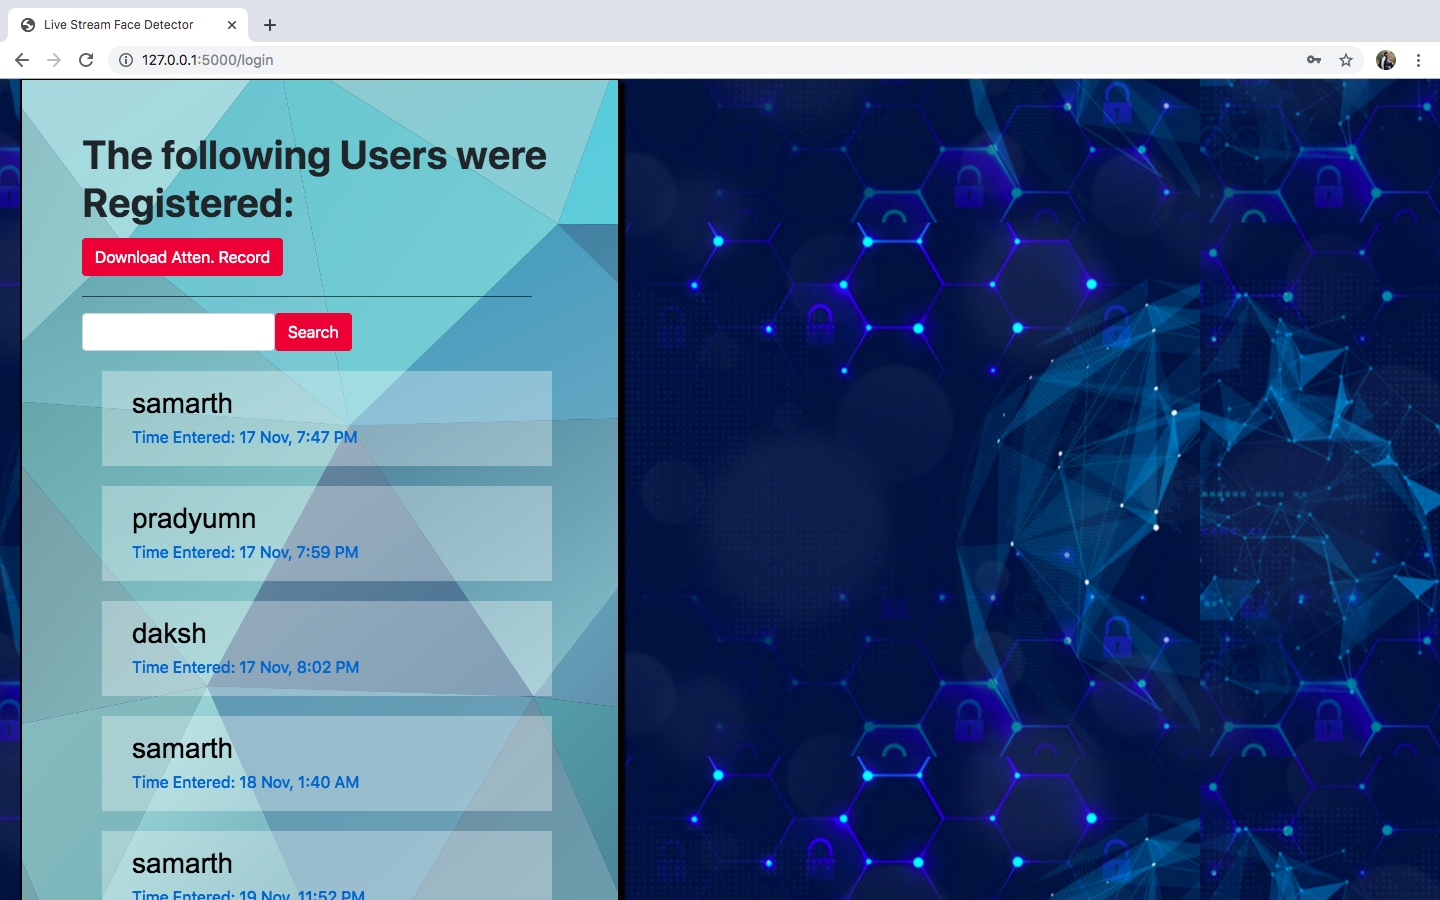 Live Stream Face Detector
127.0.0.1:5000/login
The following Users were
Registered:
Download Atten. Record
Search
samarth
Time Entered: 17 Nov, 7:47 PM
pradyumn
Time Entered: 17 Nov, 7:59 PM
daksh
Time Entered: 17 Nov, 8:02 PM
samarth
Time Entered: 18 Nov, 1:40 AM
samarth
Time Entered: 19 Nov, 11:52 PM